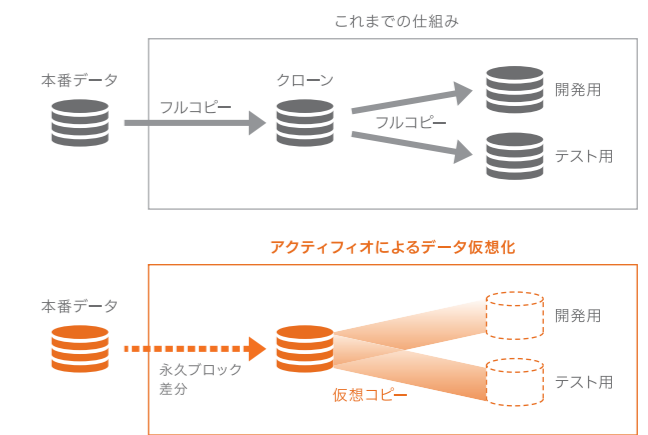 これまでの仕組み
本番データ
クローン
フルコピー
フルコピー
開発用
テスト用
アクティフィオによるデータ仮想化
本番データ
永久ブロック
差分
仮想コピー
開発用
テスト用